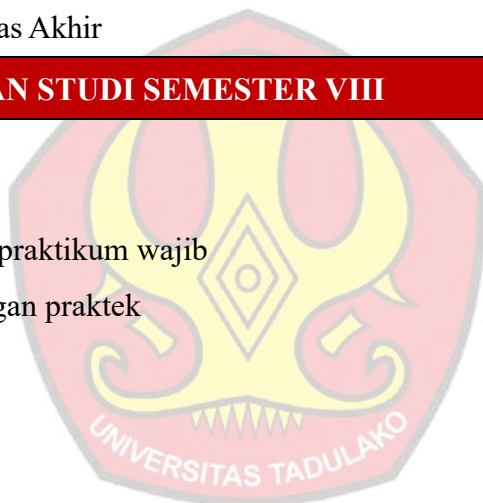 as Akhir
AN STUDI SEMESTER VIII
praktikum wajib
gan praktek
UNIVERSITAS TADULAKO